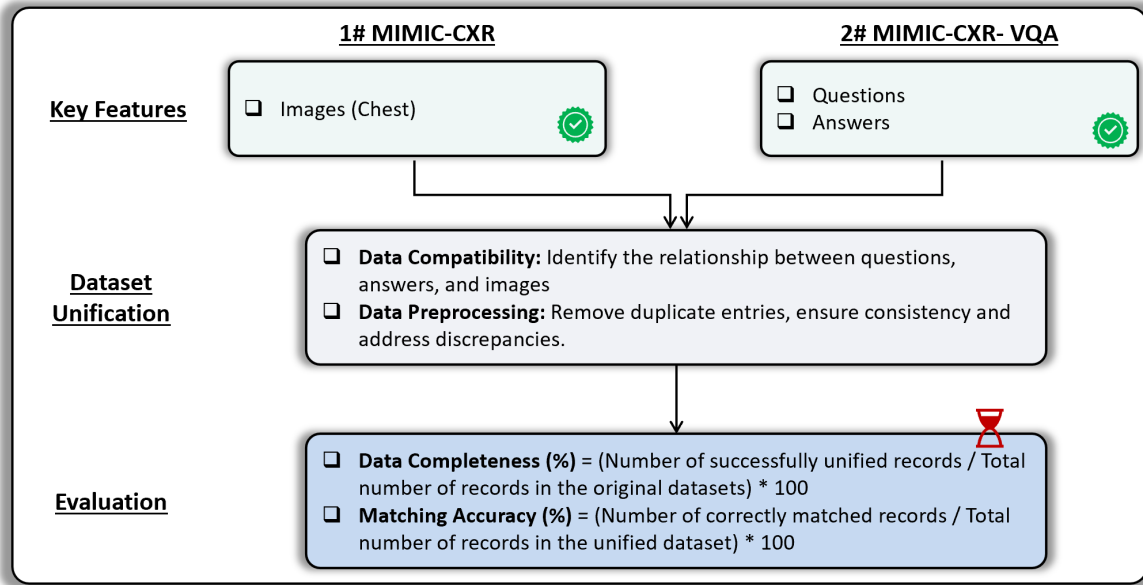 1# MIMIC-CXR
2# MIMIC-CXR- VQA
Key Features
❑ Images (Chest)
❑ Questions
❑ Answers
Dataset
Unification
❑ Data Compatibility: Identify the relationship between questions,
answers, and images
❑ Data Preprocessing: Remove duplicate entries, ensure consistency and
address discrepancies.
Evaluation
❑ Data Completeness (%) = (Number of successfully unified records / Total
number of records in the original datasets) * 100
❑ Matching Accuracy (%) = (Number of correctly matched records / Total
number of records in the unified dataset) * 100